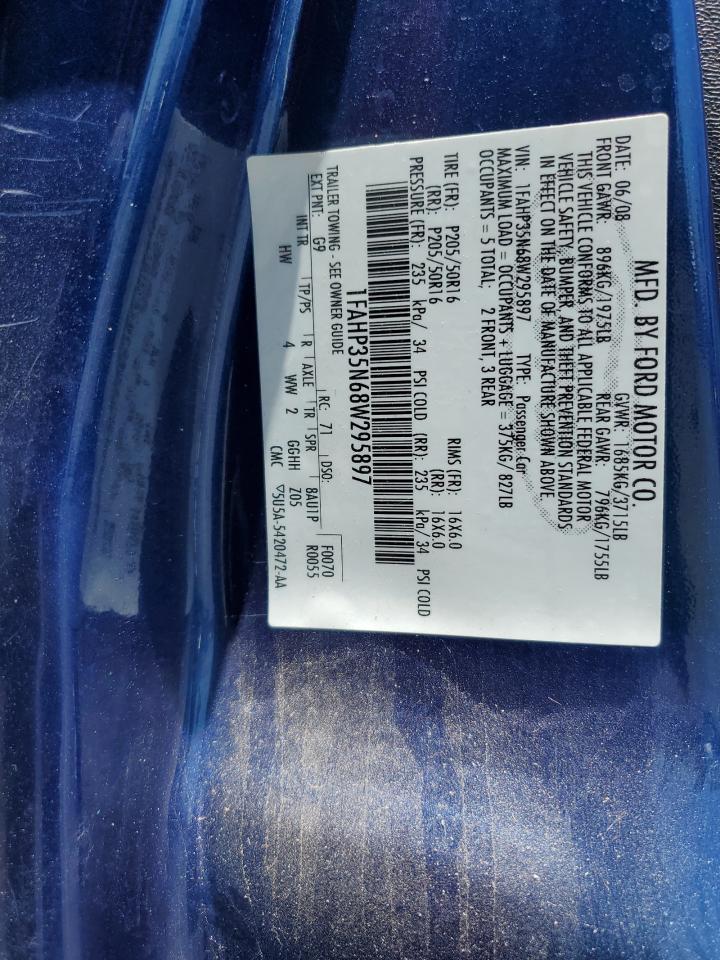 MFD. BY FORD MOTOR CO.
DATE: 06/08 GVWR: 1685KG/3715LB
FRONT GAWR: 896KG/1975LB REAR GAWR: 796KG/1755LB
THIS VEHICLE CONFORMS TO ALL APPLICABLE FEDERAL MOTOR
VEHICLE SAFETY, BUMPER, AND THEFT PREVENTION STANDARDS
IN EFFECT ON THE DATE OF MANUFACTURE SHOWN ABOVE.
VIN: 1FAHP35N68W295897 TYPE: Passenger Car
MAXIMUM LOAD = OCCUPANTS + LUGGAGE = 375KG/ 827LB
OCCUPANTS = 5 TOTAL; 2 FRONT, 3 REAR
TIRE (FR): P205/50R16 RIMS (FR): 16X6.0
(RR): P205/50R16 (RR): 16X6.0
PRESSURE (FR): 235 kPa/ 34 PSI COLD (RR): 235 kPa/34 PSI COLD
1FAHP35N68W295897
TRAILER TOWING - SEE OWNER GUIDE
EXT PNT: G9 RC: 71 DSO: F0070
INT TR TP/PS R AXLE TR SPR BAU1P R0055
HW 4 WW 2 GGHH Z05
CMC ▽5U5A-5420472-AA